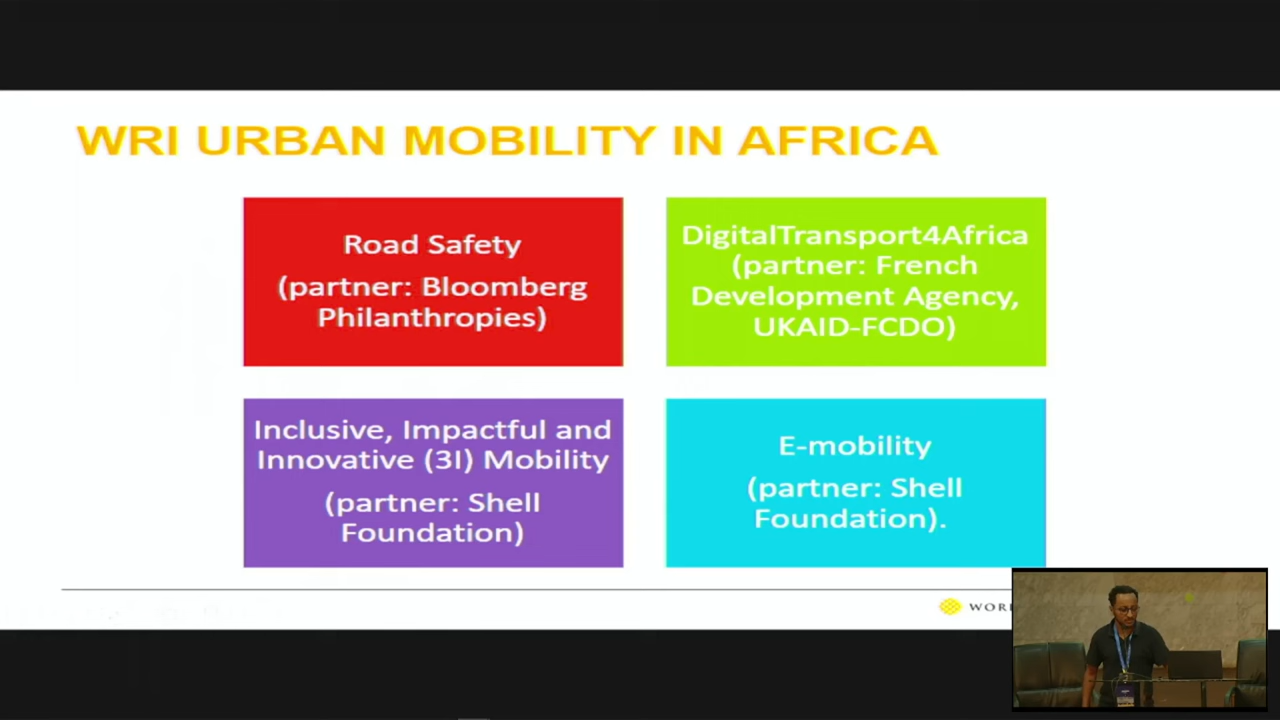 WRI URBAN MOBILITY IN AFRICA
Road Safety
(partner: Bloomberg
Philanthropies)
DigitalTransport4Africa
(partner: French
Development Agency,
UKAID-FCDO)
Inclusive, Impactful and
Innovative (3I) Mobility
(partner: Shell
Foundation)
E-mobility
(partner: Shell
Foundation).